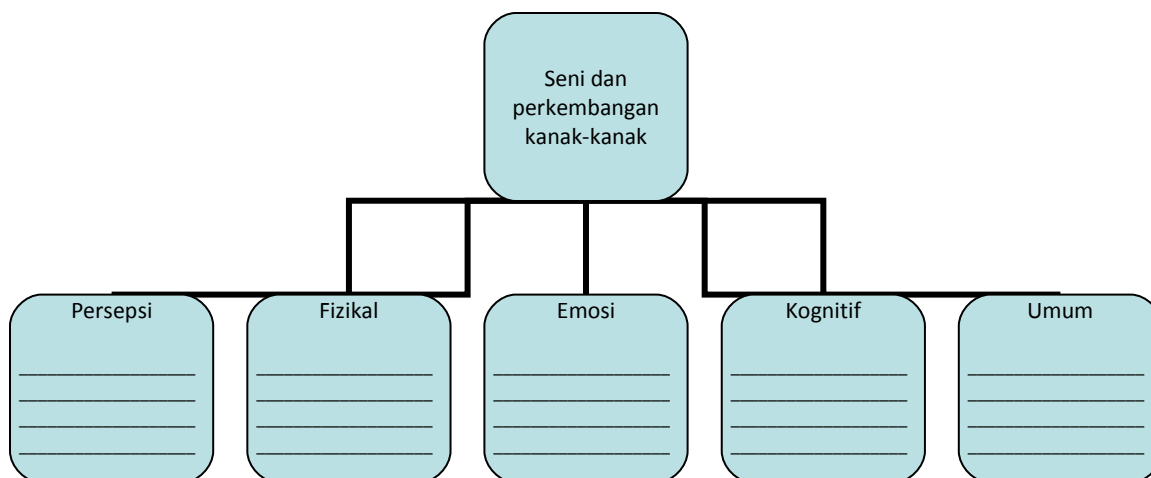 Seni dan
perkembangan
kanak-kanak
Persepsi
Fizikal
Emosi
Kognitif
Umum